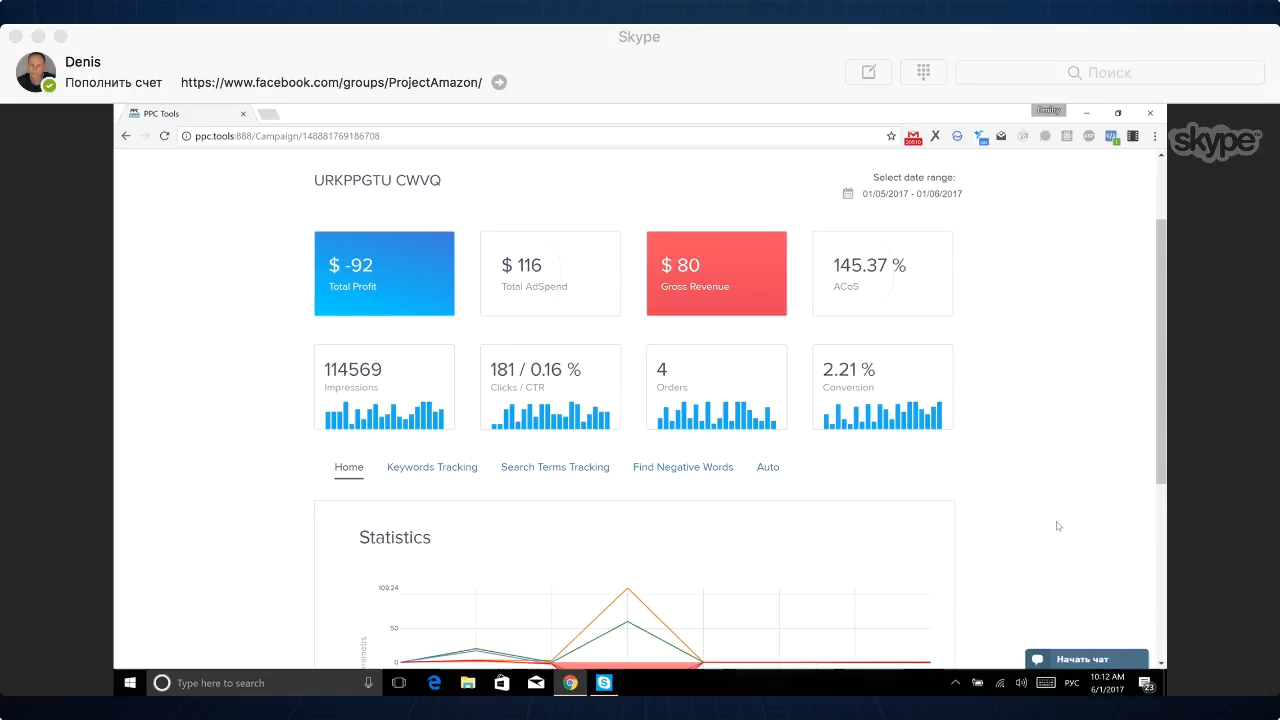 Skype
Denis
Пополнить счет https://www.facebook.com/groups/ProjectAmazon/
Поиск
PPC Tools
Dmitriy
ppc.tools:888/Campaign/148881769186708
20510
on
skype
URKPPGTU CWVQ
Select date range:
01/05/2017 - 01/06/2017
$ -92
Total Profit
$ 116
Total AdSpend
$ 80
Gross Revenue
145.37 %
ACoS
114569
Impressions
181 / 0.16 %
Clicks / CTR
4
Orders
2.21 %
Conversion
Home Keywords Tracking Search Terms Tracking Find Negative Words Auto
Statistics
109.24
50
0
Начать чат
Type here to search
РУС
10:12 AM
6/1/2017
23